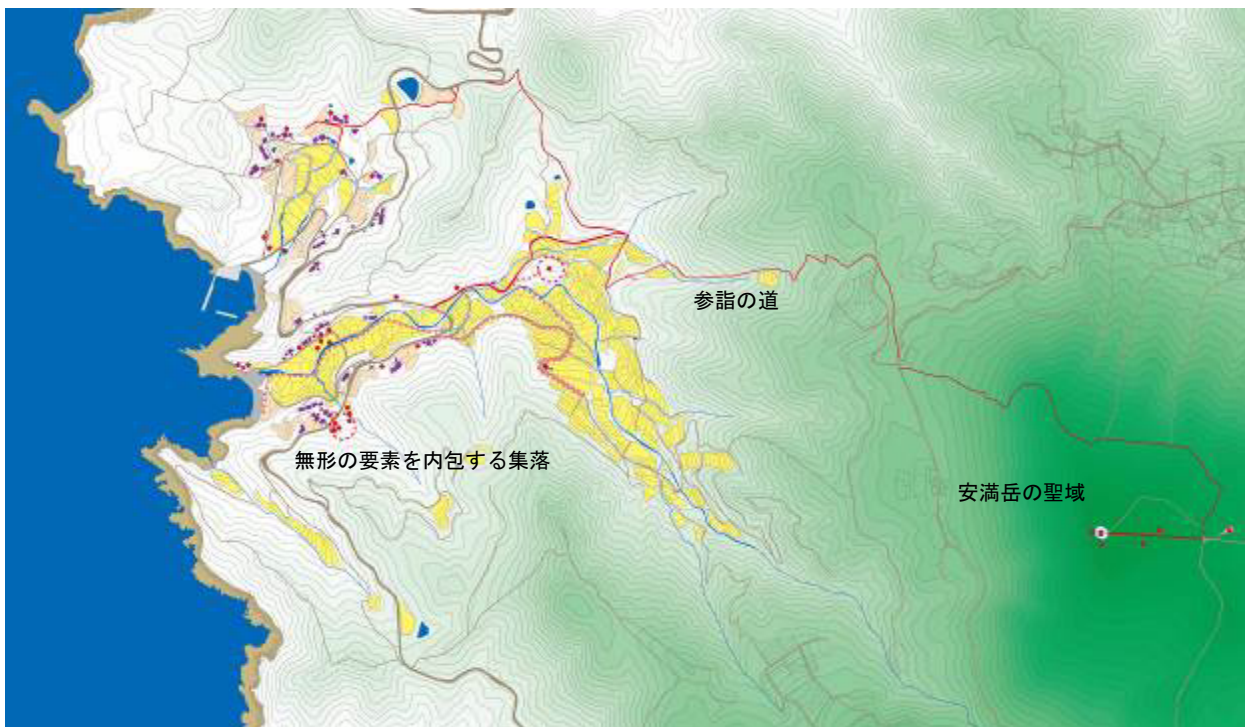 参詣の道
無形の要素を内包する集落
安満岳の聖域